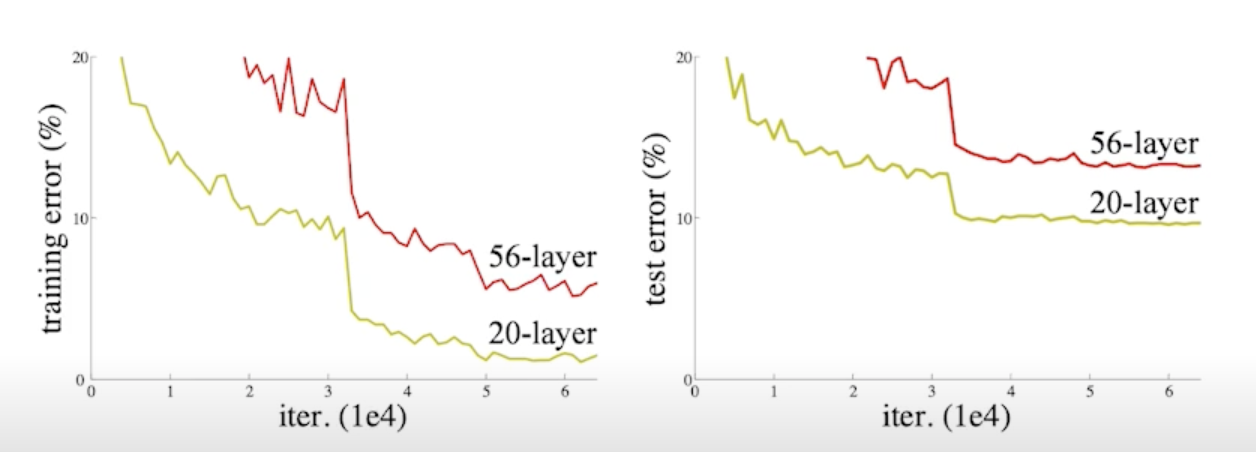 training error (%)
20
10
0
56-layer
20-layer
0 1 2 3 4 5 6
iter. (1e4)
test error (%)
20
10
0
56-layer
20-layer
0 1 2 3 4 5 6
iter. (1e4)